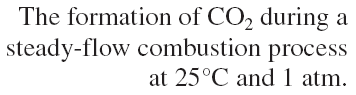 The formation of CO₂ during a
steady-flow combustion process
at 25°C and 1 atm.